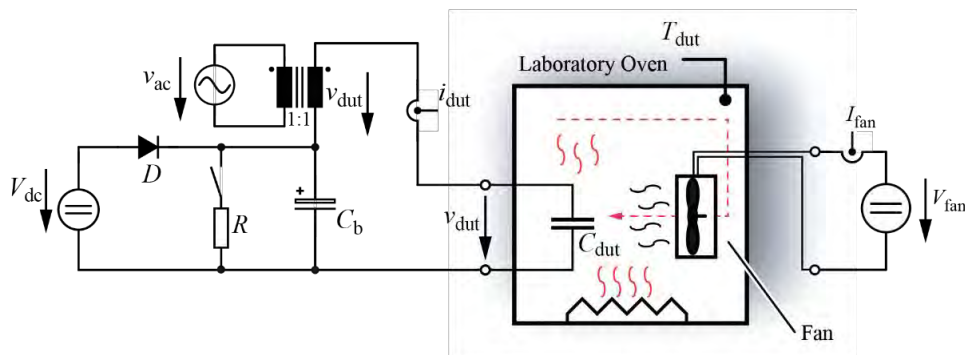 T_dut
Laboratory Oven
v_ac
v_dut
i_dut
1:1
I_fan
D
V_dc
R
+
C_b
v_dut
C_dut
V_fan
Fan